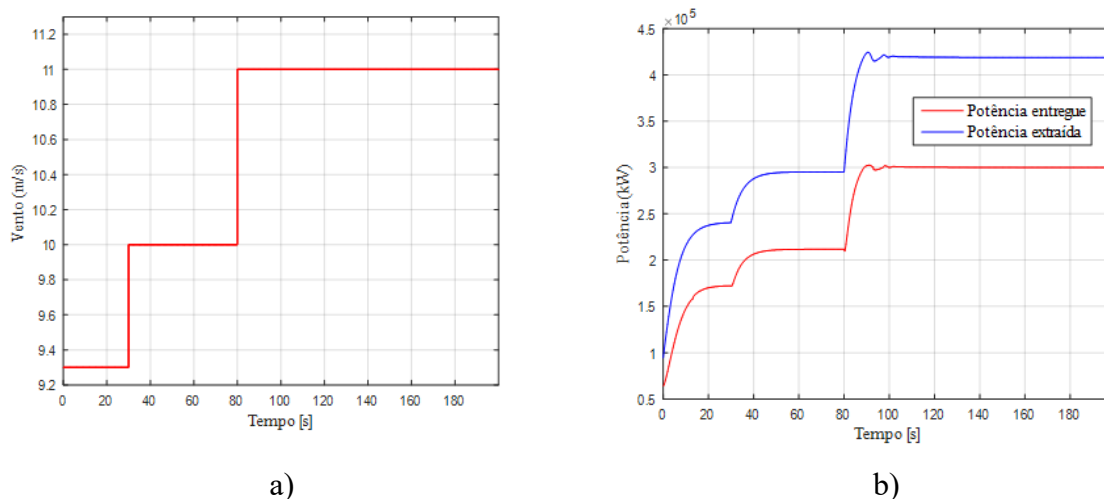 11.2
11
10.8
10.6
10.4
10.2
10
9.8
9.6
9.4
9.2
Vento (m/s)
0 20 40 60 80 100 120 140 160 180
Tempo [s]
a)
×10⁵
4.5
4
3.5
3
2.5
2
1.5
1
0.5
Potência (kW)
Potência entregue
Potência extraída
0 20 40 60 80 100 120 140 160 180
Tempo [s]
b)